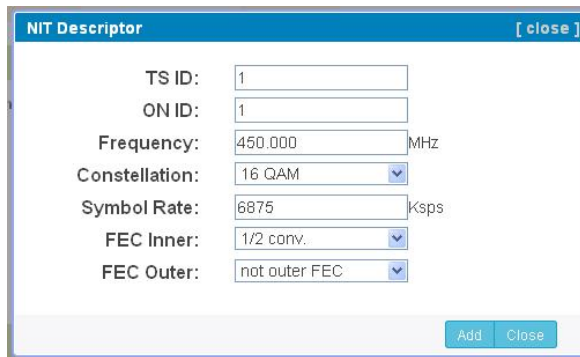 NIT Descriptor [ close ]
TS ID: 1
ON ID: 1
Frequency: 450.000 MHz
Constellation: 16 QAM
Symbol Rate: 6875 Ksps
FEC Inner: 1/2 conv.
FEC Outer: not outer FEC
Add Close